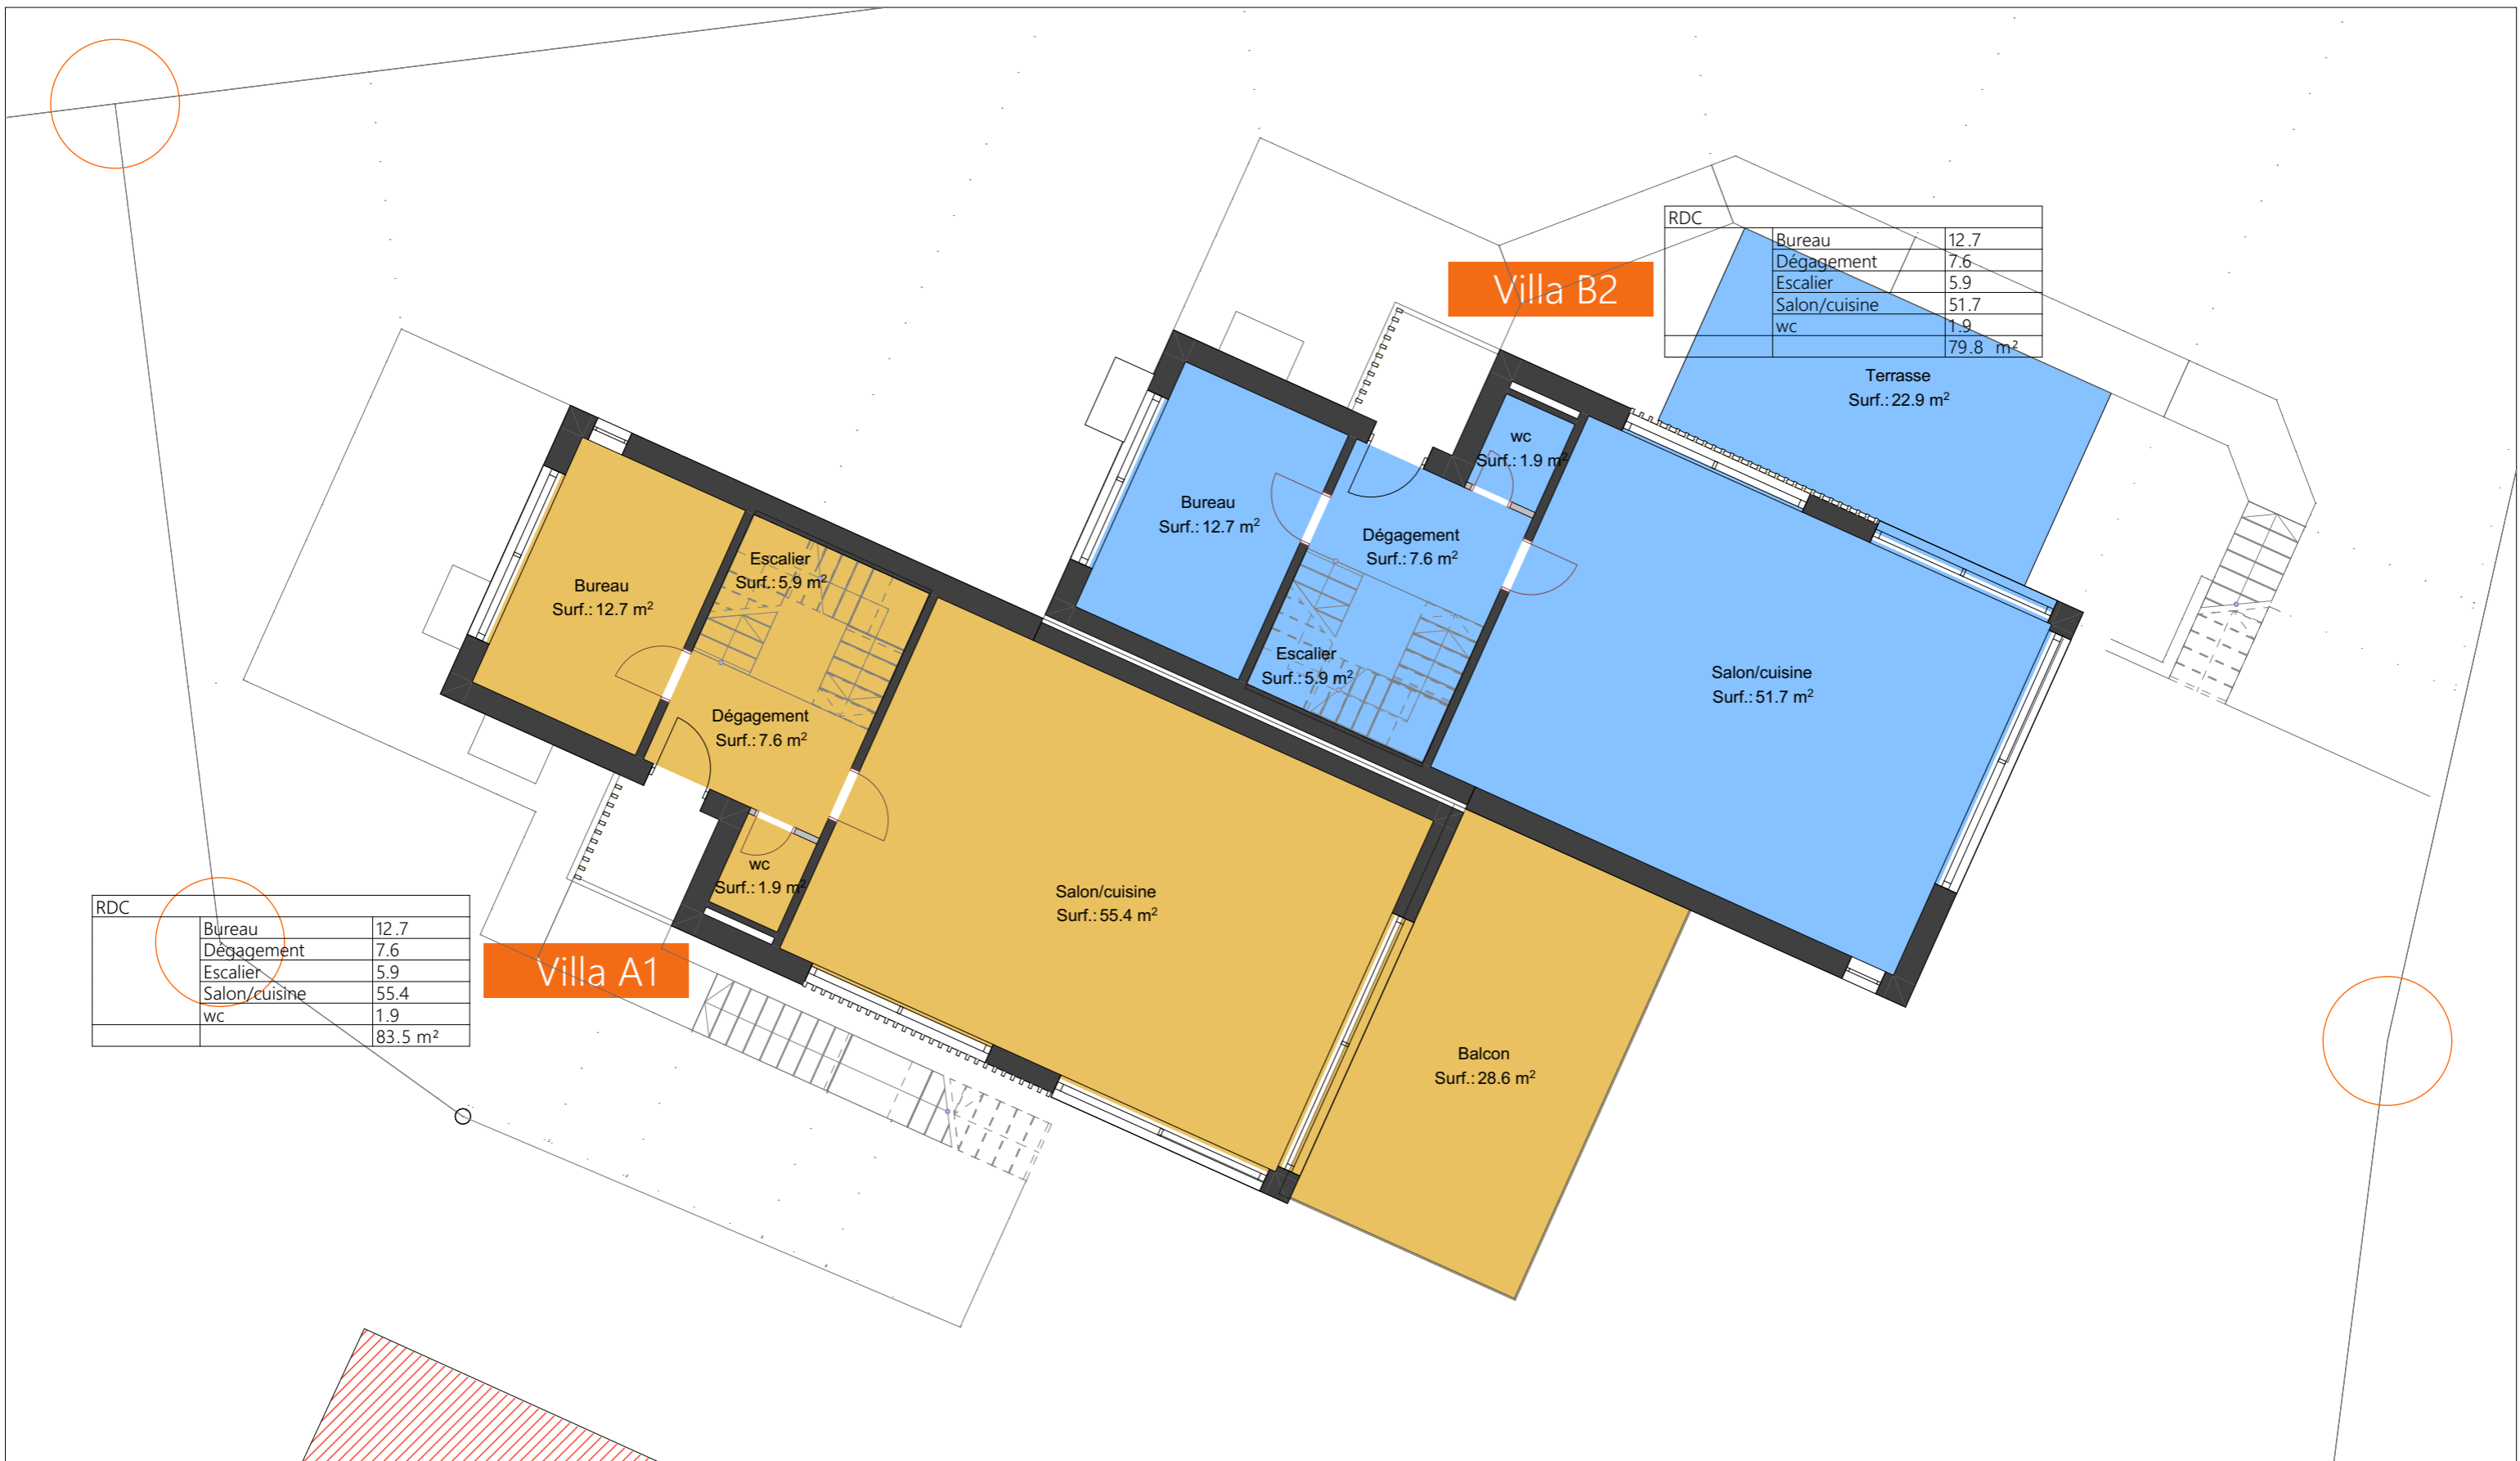 Villa B2
RDC
Bureau 12.7
Dégagement 7.6
Escalier 5.9
Salon/cuisine 51.7
wc 1.9
79.8 m²
Terrasse
Surf.: 22.9 m²
wc
Surf.: 1.9 m²
Bureau
Surf.: 12.7 m²
Dégagement
Surf.: 7.6 m²
Escalier
Surf.: 5.9 m²
Salon/cuisine
Surf.: 51.7 m²
Escalier
Surf.: 5.9 m²
Bureau
Surf.: 12.7 m²
Dégagement
Surf.: 7.6 m²
wc
Surf.: 1.9 m²
Salon/cuisine
Surf.: 55.4 m²
Balcon
Surf.: 28.6 m²
Villa A1
RDC
Bureau 12.7
Dégagement 7.6
Escalier 5.9
Salon/cuisine 55.4
wc 1.9
83.5 m²